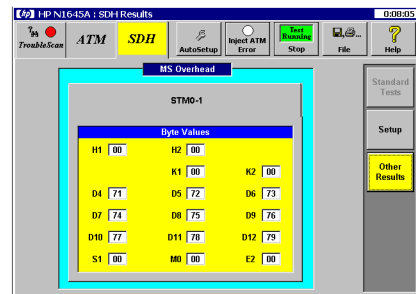 hp HP N1645A : SDH Results 0:08:05
TroubleScan ATM SDH AutoSetup Inject ATM Error Test Running Stop File Help
MS Overhead
STM0-1
Byte Values
H1 00 H2 00
K1 00 K2 00
D4 71 D5 72 D6 73
D7 74 D8 75 D9 76
D10 77 D11 78 D12 79
S1 00 M0 00 E2 00
Standard Tests
Setup
Other Results